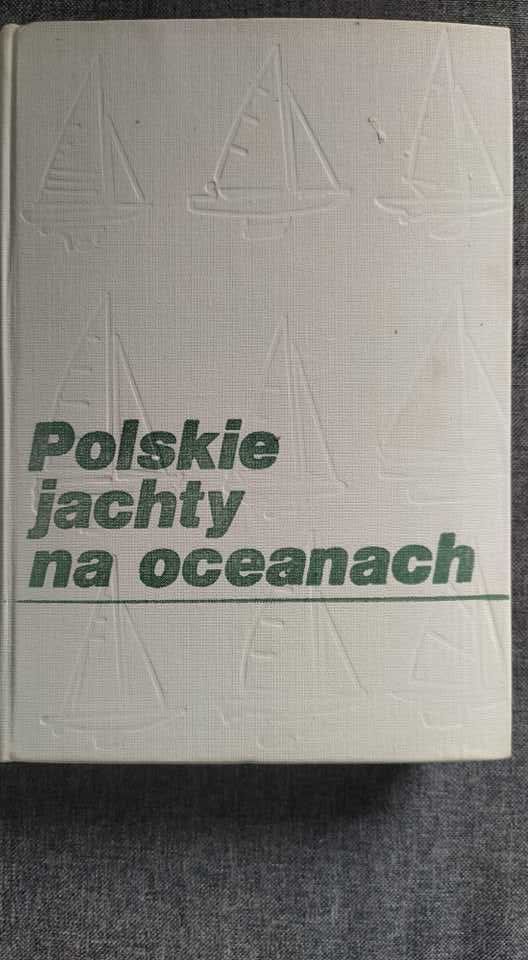 Polskie
jachty
na oceanach